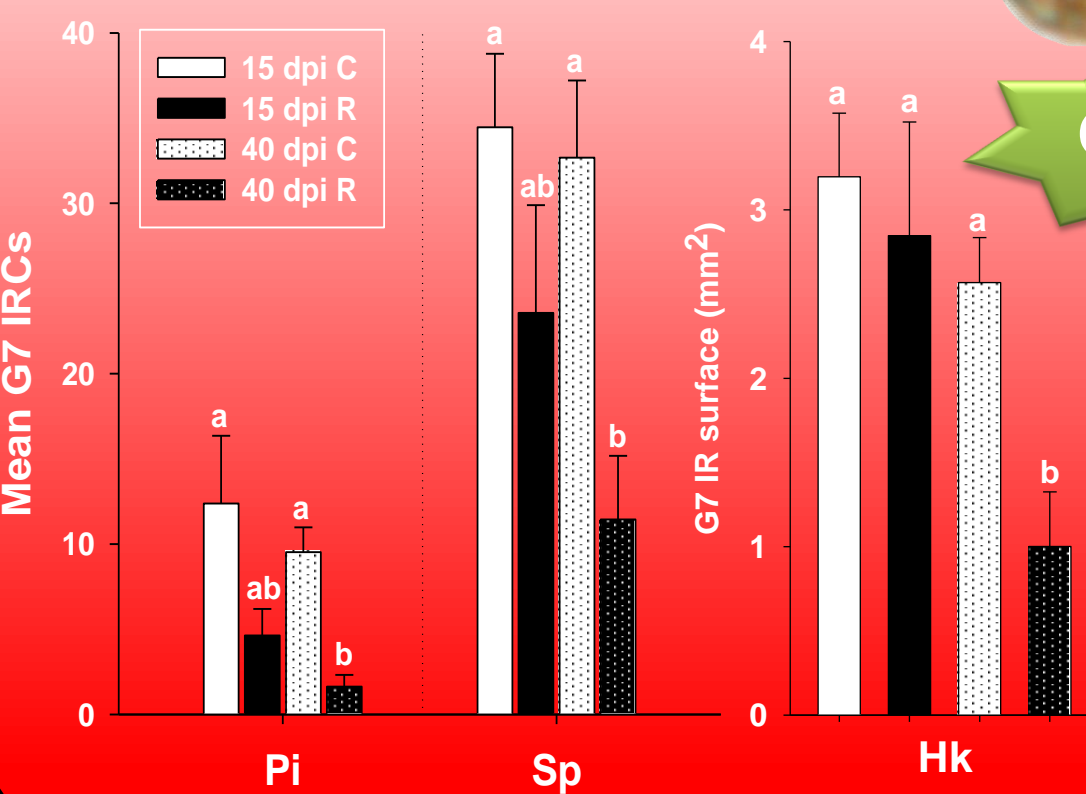 Mean G7 IRCs
40
30
20
10
0
15 dpi C
15 dpi R
40 dpi C
40 dpi R
a
ab
a
b
a
ab
a
b
Pi
Sp
G7 IR surface (mm²)
4
3
2
1
0
a
a
a
b
Hk